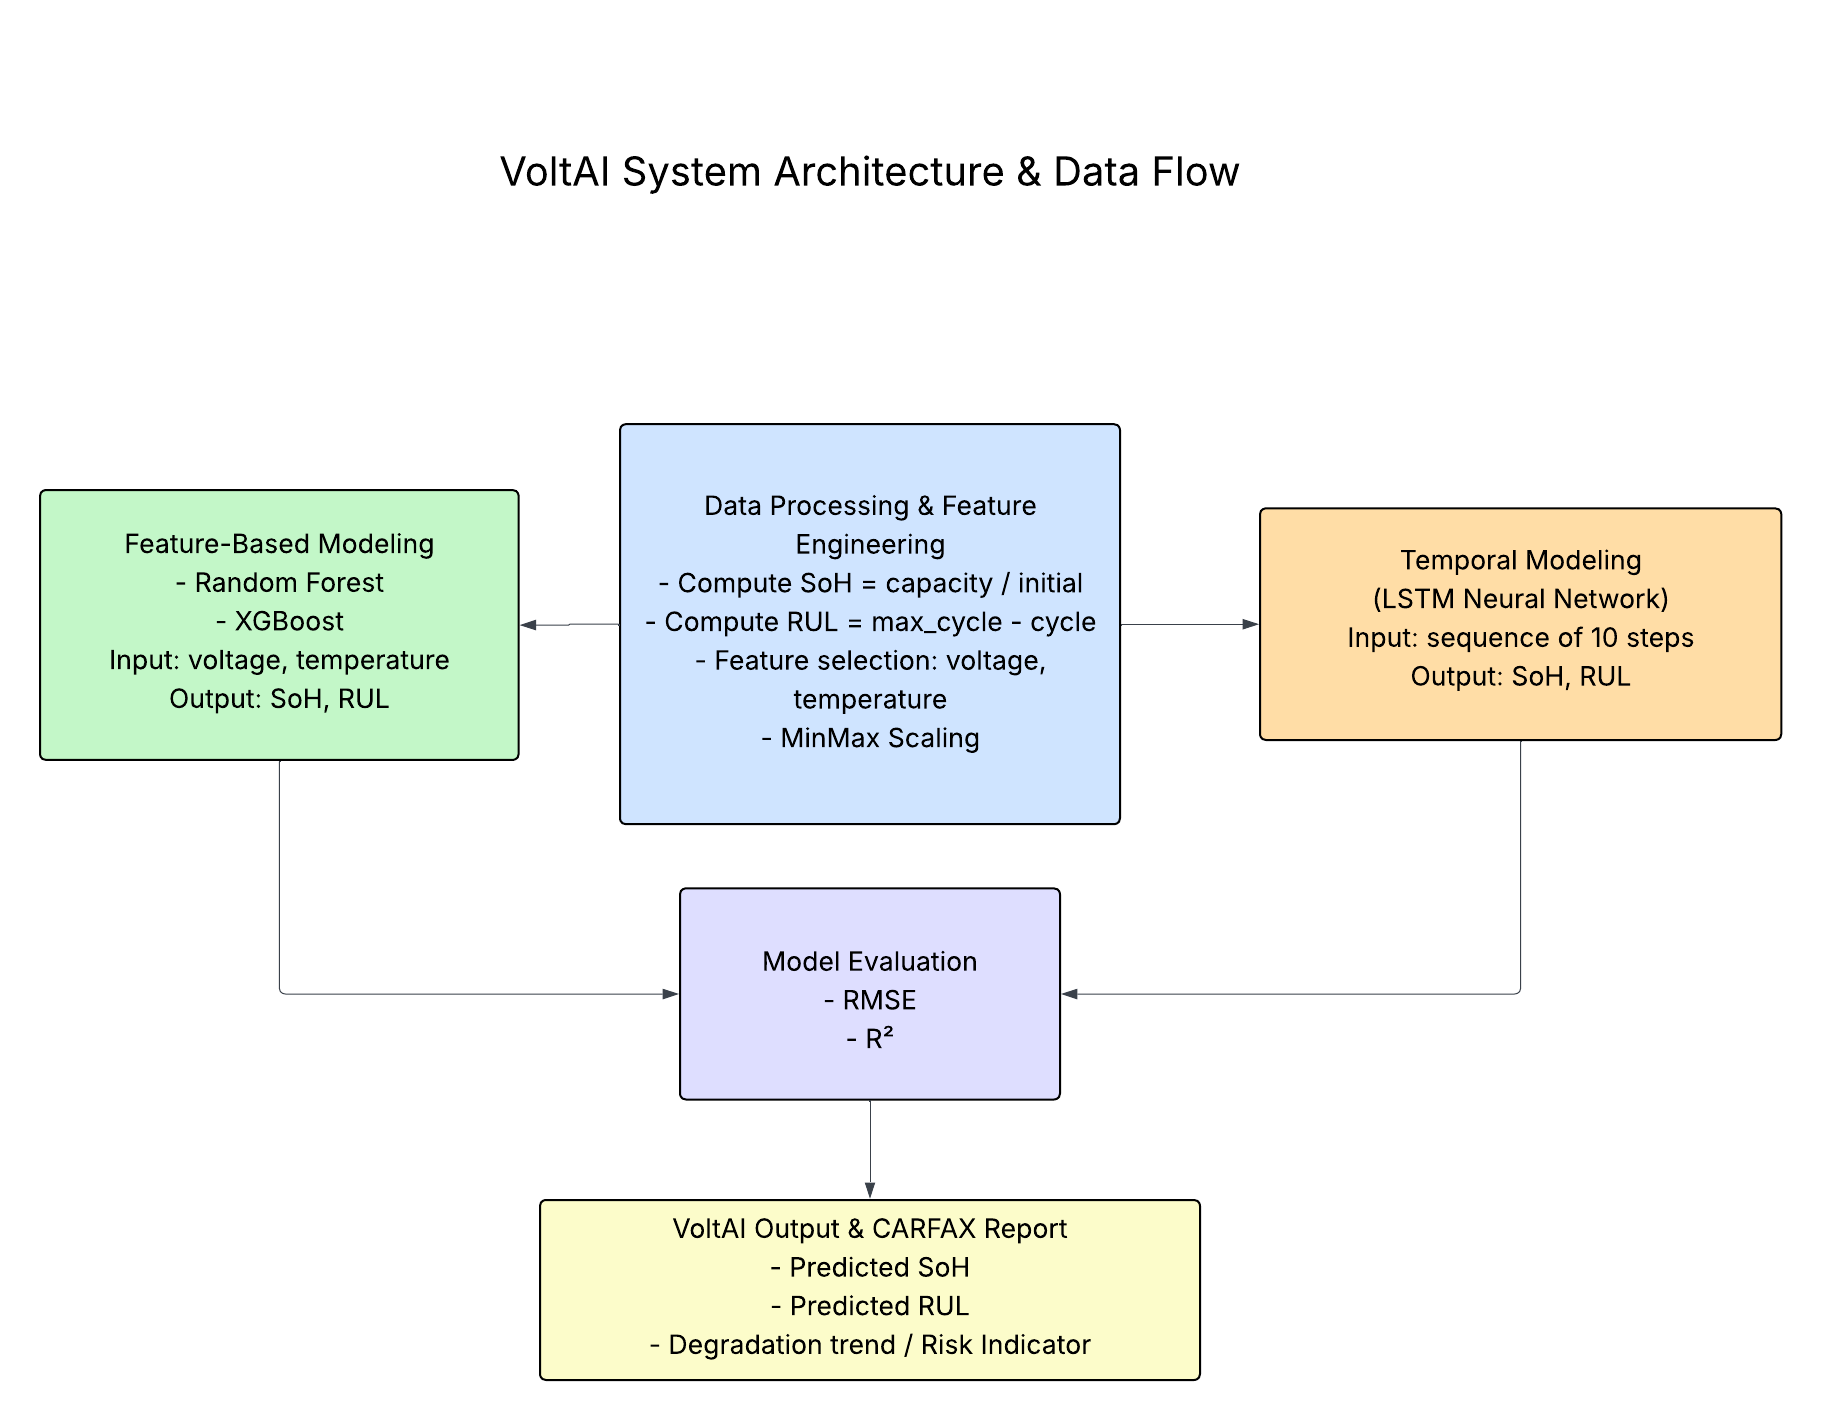 VoltAI System Architecture & Data Flow
Feature-Based Modeling
- Random Forest
- XGBoost
Input: voltage, temperature
Output: SoH, RUL
Data Processing & Feature
Engineering
- Compute SoH = capacity / initial
- Compute RUL = max_cycle - cycle
- Feature selection: voltage,
temperature
- MinMax Scaling
Temporal Modeling
(LSTM Neural Network)
Input: sequence of 10 steps
Output: SoH, RUL
Model Evaluation
- RMSE
- R²
VoltAI Output & CARFAX Report
- Predicted SoH
- Predicted RUL
- Degradation trend / Risk Indicator